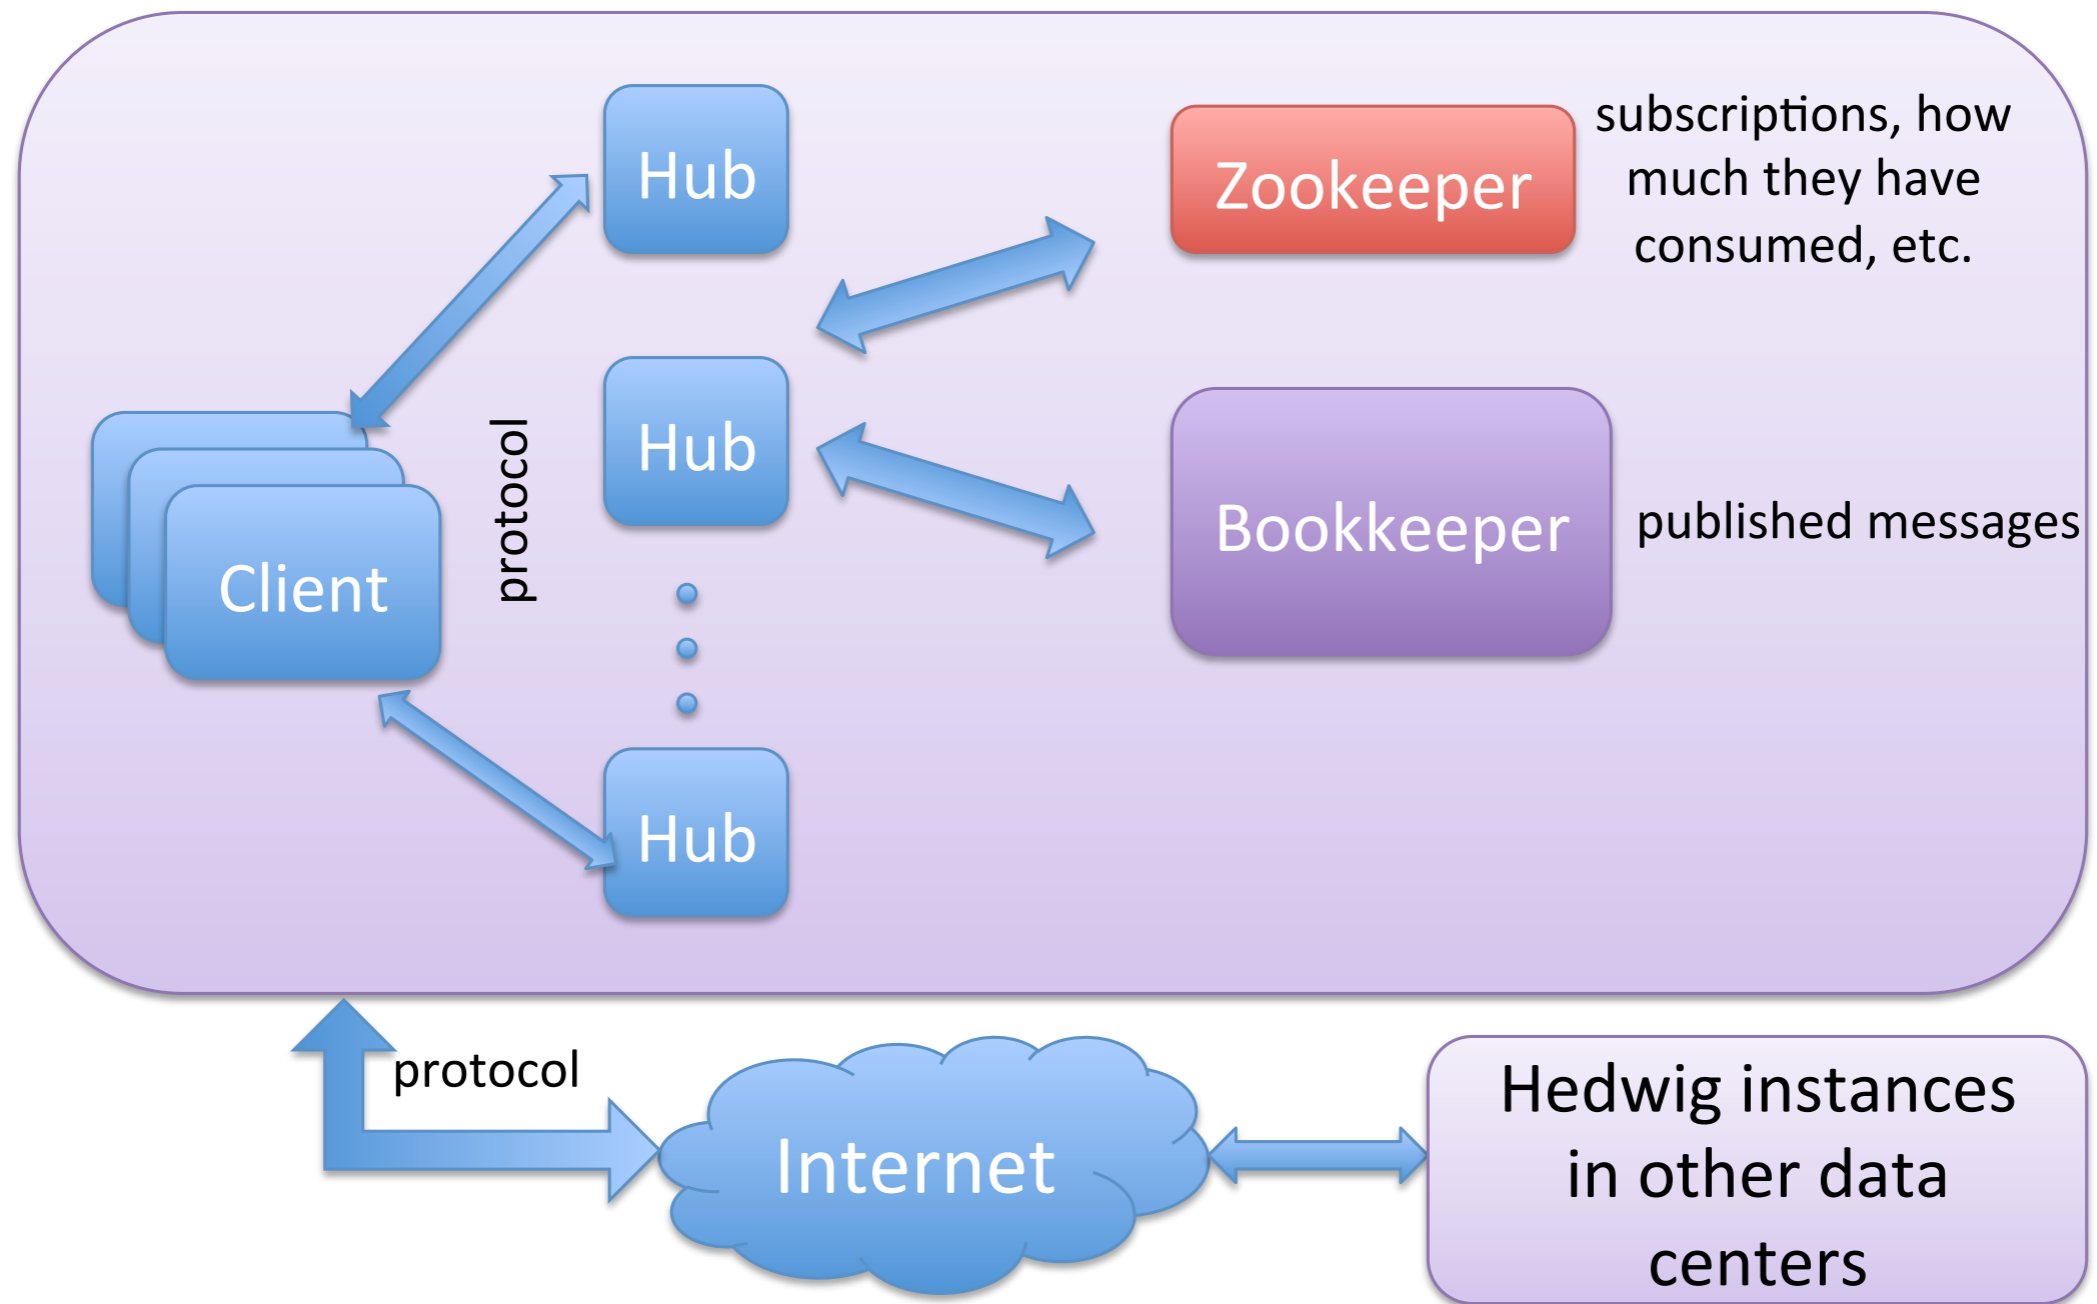 Hub
Zookeeper
subscriptions, how
much they have
consumed, etc.
Hub
protocol
Client
Bookkeeper
published messages
Hub
protocol
Internet
Hedwig instances
in other data
centers